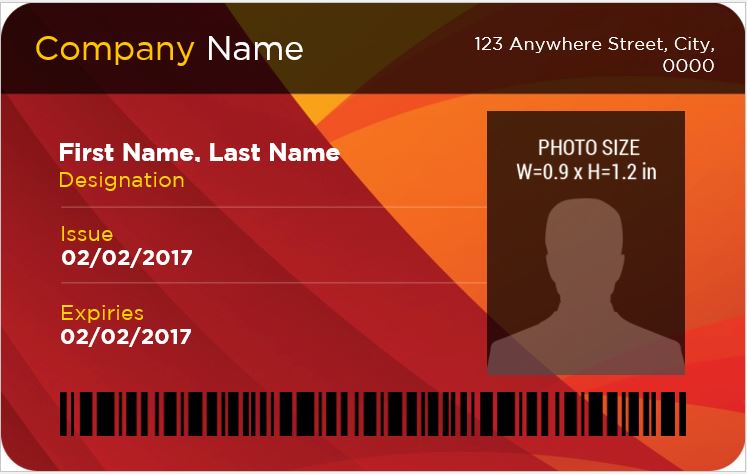 Company Name
123 Anywhere Street, City,
0000
First Name, Last Name
Designation
Issue
02/02/2017
Expiries
02/02/2017
PHOTO SIZE
W=0.9 x H=1.2 in